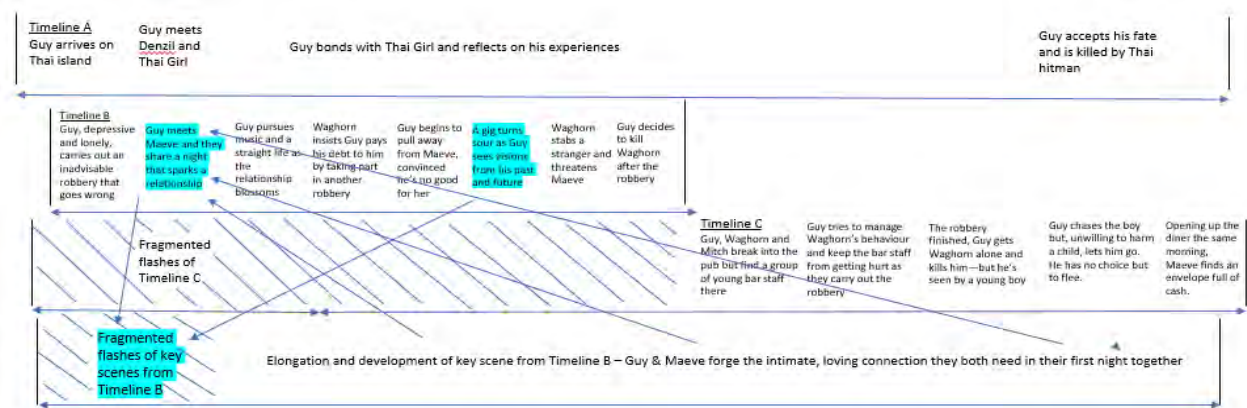 Timeline A
Guy arrives on
Thai island
Guy meets
Denzil and
Thai Girl
Guy bonds with Thai Girl and reflects on his experiences
Guy accepts his fate
and is killed by Thai
hitman
Timeline B
Guy, depressive
and lonely,
carries out an
inadvisable
robbery that
goes wrong
Guy meets
Maeve and they
share a night
that sparks a
relationship
Guy pursues
music and a
straight life as
the
relationship
blossoms
Waghorn
insists Guy pays
his debt to him
by taking part
in another
robbery
Guy begins to
pull away
from Maeve,
convinced
he's no good
for her
A gig turns
sour as Guy
sees visions
from his past
and future
Waghorn
stabs a
stranger and
threatens
Maeve
Guy decides
to kill
Waghorn
after the
robbery
Fragmented
flashes of
Timeline C
Timeline C
Guy, Waghorn and
Mitch break into the
pub but find a group
of young bar staff
there
Guy tries to manage
Waghorn's behaviour
and keep the bar staff
from getting hurt as
they carry out the
robbery
The robbery
finished, Guy gets
Waghorn alone and
kills him—but he's
seen by a young boy
Guy chases the boy
but, unwilling to harm
a child, lets him go.
He has no choice but
to flee.
Opening up the
diner the same
morning,
Maeve finds an
envelope full of
cash.
Fragmented
flashes of key
scenes from
Timeline B
Elongation and development of key scene from Timeline B – Guy & Maeve forge the intimate, loving connection they both need in their first night together